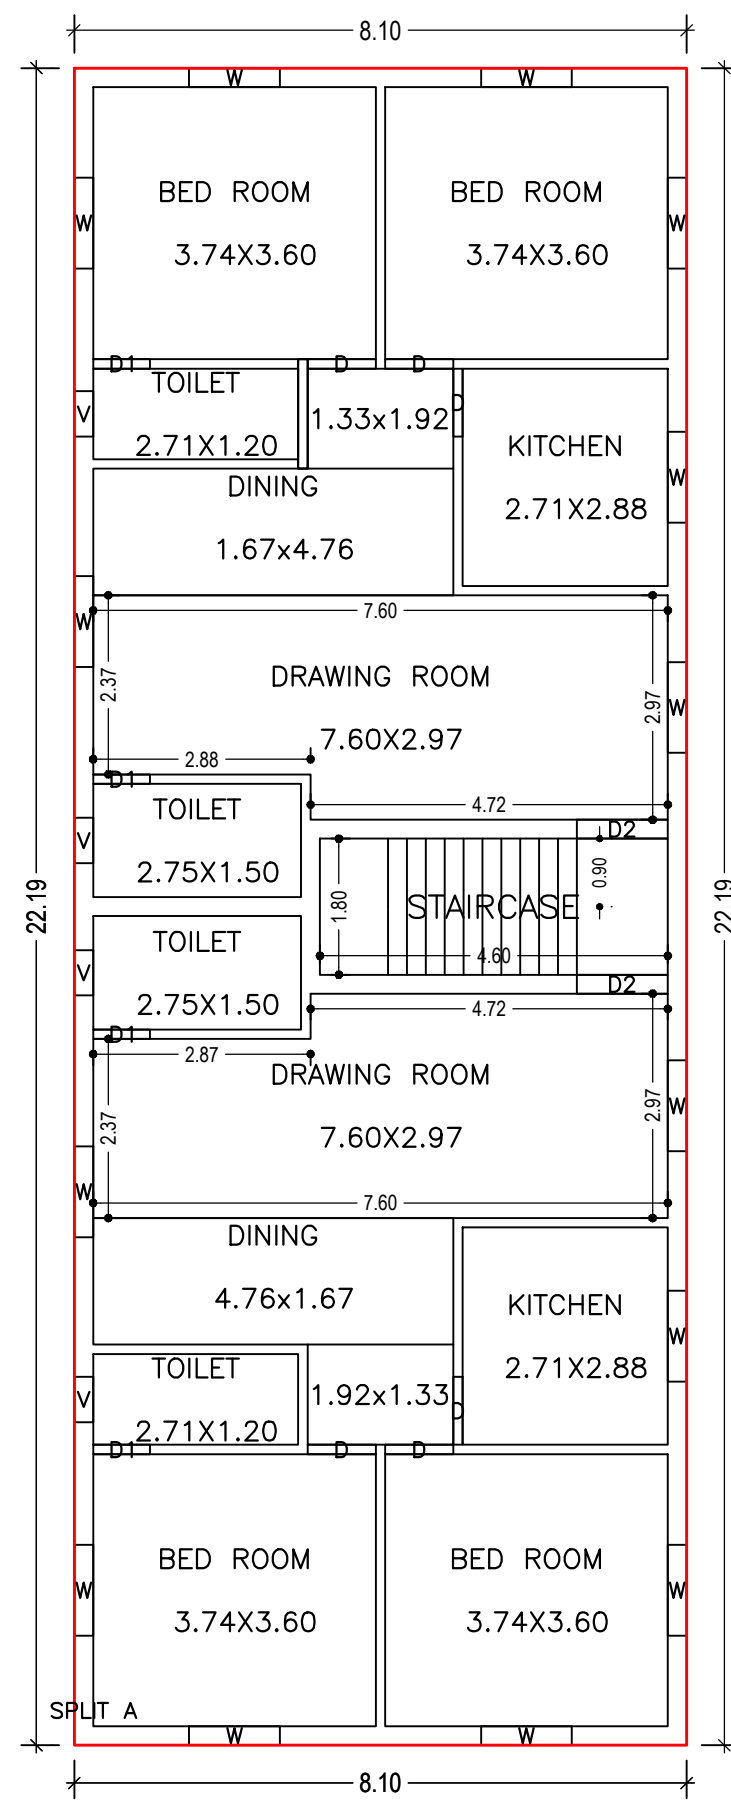 8.10
W W
BED ROOM BED ROOM
W W
3.74X3.60 3.74X3.60
D1 D D
TOILET
V 1.33x1.92 D
2.71X1.20 KITCHEN
W
DINING
2.71X2.88
1.67x4.76
7.60
W
DRAWING ROOM
2.37 2.97 W
7.60X2.97
2.88
D1
TOILET 4.72
V D2
2.75X1.50 0.90
22.19 1.80 STAIRCASE 22.19
TOILET
4.60
V D2
2.75X1.50 4.72
D1
2.87
DRAWING ROOM
2.37 2.97 W
7.60X2.97
W
7.60
DINING
4.76x1.67 KITCHEN
W
TOILET 2.71X2.88
V 1.92x1.33 D
2.71X1.20
D1 D D
BED ROOM BED ROOM
W W
3.74X3.60 3.74X3.60
SPLIT A
W W
8.10